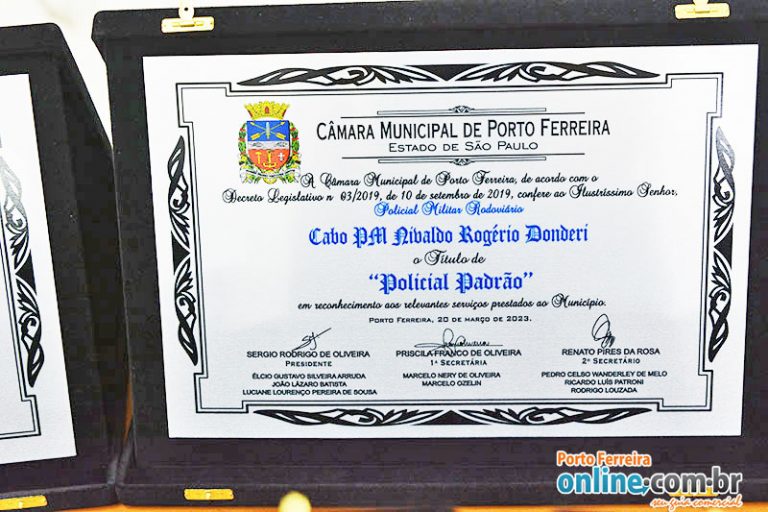 CÂMARA MUNICIPAL DE PORTO FERREIRA
ESTADO DE SÃO PAULO
A Câmara Municipal de Porto Ferreira, de acordo com o
Decreto Legislativo nº 03/2019, de 10 de setembro de 2019, confere ao Ilustríssimo Senhor,
Policial Militar Rodoviário
Cabo PM Nivaldo Rogério Donderi
o Título de
“Policial Padrão”
em reconhecimento aos relevantes serviços prestados ao Município.
PORTO FERREIRA, 20 DE MARÇO DE 2023.
SERGIO RODRIGO DE OLIVEIRA PRISCILA FRANCO DE OLIVEIRA RENATO PIRES DA ROSA
PRESIDENTE 1ª SECRETÁRIA 2º SECRETÁRIO
ÉLCIO GUSTAVO SILVEIRA ARRUDA MARCELO NERY DE OLIVEIRA PEDRO CELSO WANDERLEY DE MELO
JOÃO LÁZARO BATISTA MARCELO OZELIN RICARDO LUÍS PATRONI
LUCIANE LOURENÇO PEREIRA DE SOUSA RODRIGO LOUZADA
Porto Ferreira
online.com.br
seu guia comercial